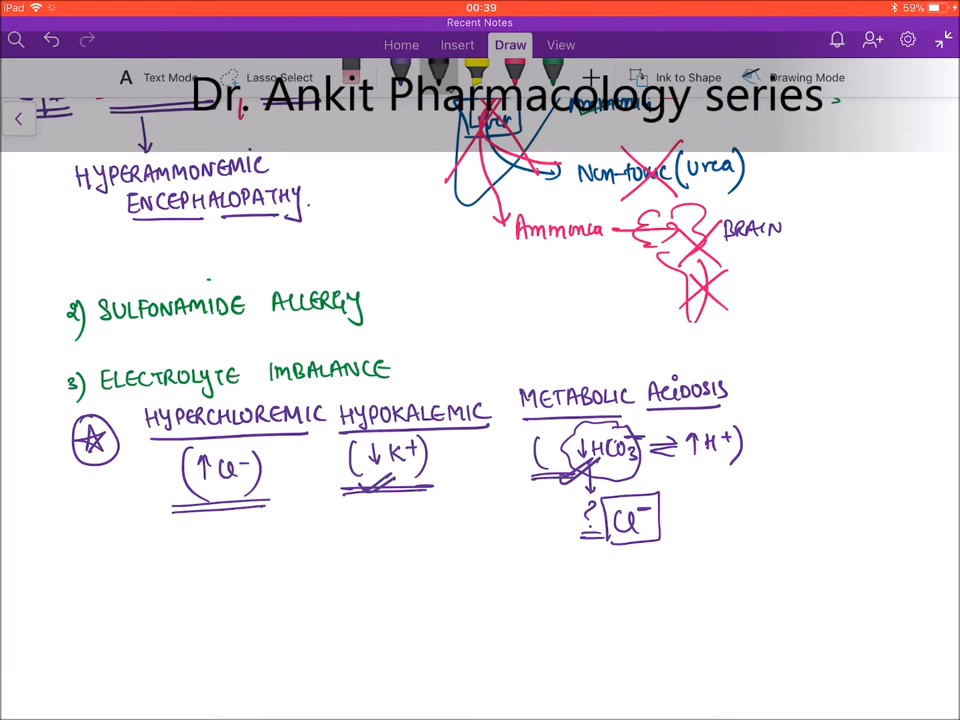 iPad 00:39 59%
Recent Notes
Home Insert Draw View
Text Mode Lasso Select Ink to Shape Drawing Mode
Dr. Ankit Pharmacology series
Liver
HYPERAMMONEMIC
ENCEPHALOPATHY.
Non-toxic (Urea)
Ammonia BRAIN
2) SULFONAMIDE ALLERGY
3) ELECTROLYTE IMBALANCE
HYPERCHLOREMIC HYPOKALEMIC METABOLIC ACIDOSIS
(↑ Cl-) (↓ K+) (↓HCO3- ⇌ ↑H+)
? Cl-